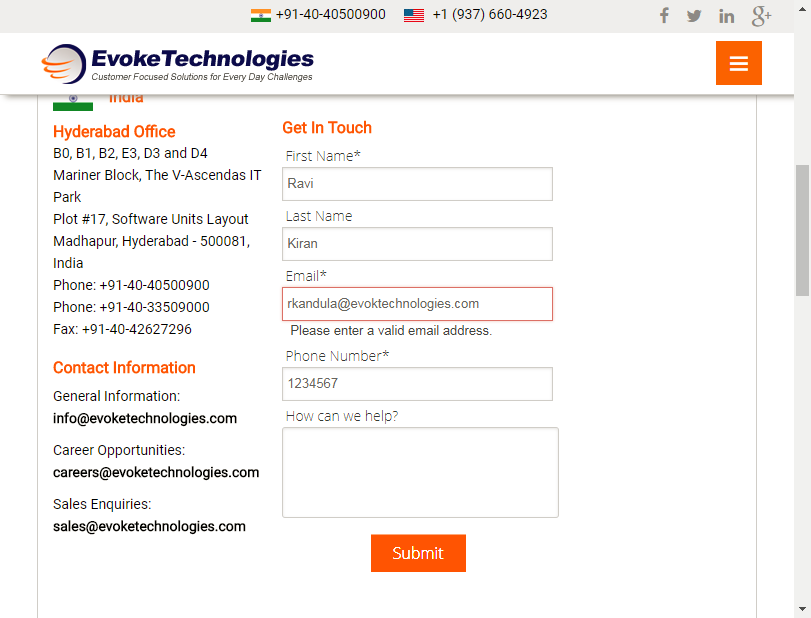 +91-40-40500900 +1 (937) 660-4923
EvokeTechnologies
Customer Focused Solutions for Every Day Challenges
India
Hyderabad Office
B0, B1, B2, E3, D3 and D4
Mariner Block, The V-Ascendas IT
Park
Plot #17, Software Units Layout
Madhapur, Hyderabad - 500081,
India
Phone: +91-40-40500900
Phone: +91-40-33509000
Fax: +91-40-42627296
Contact Information
General Information:
info@evoketechnologies.com
Career Opportunities:
careers@evoketechnologies.com
Sales Enquiries:
sales@evoketechnologies.com
Get In Touch
First Name*
Ravi
Last Name
Kiran
Email*
rkandula@evoktechnologies.com
Please enter a valid email address.
Phone Number*
1234567
How can we help?
Submit